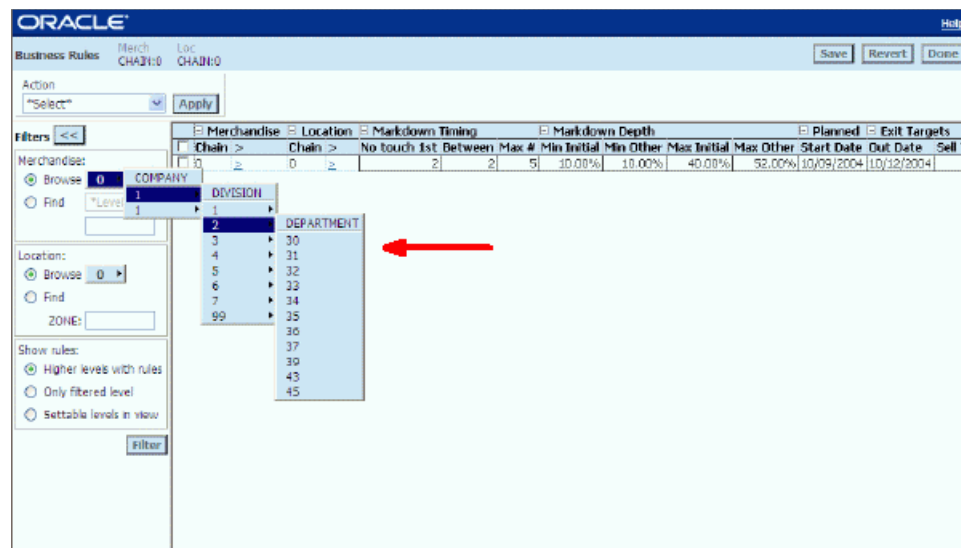 ORACLE
Help
Business Rules Merch CHAIN:0 Loc CHAIN:0 Save Revert Done
Action
*Select* Apply
Filters <<
Merchandise:
Browse 0
Find *Level
Location:
Browse 0
Find
ZONE:
Show rules:
Higher levels with rules
Only filtered level
Settable levels in view
Filter
Merchandise Location Markdown Timing Markdown Depth Planned Exit Targets
Chain > Chain > No touch 1st Between Max # Min Initial Min Other Max Initial Max Other Start Date Out Date Sell
0 > 0 > 2 2 5 10.00% 10.00% 40.00% 52.00% 10/09/2004 10/12/2004
COMPANY
1
1
DIVISION
1
2
3
4
5
6
7
99
DEPARTMENT
30
31
32
33
34
35
36
37
39
43
45